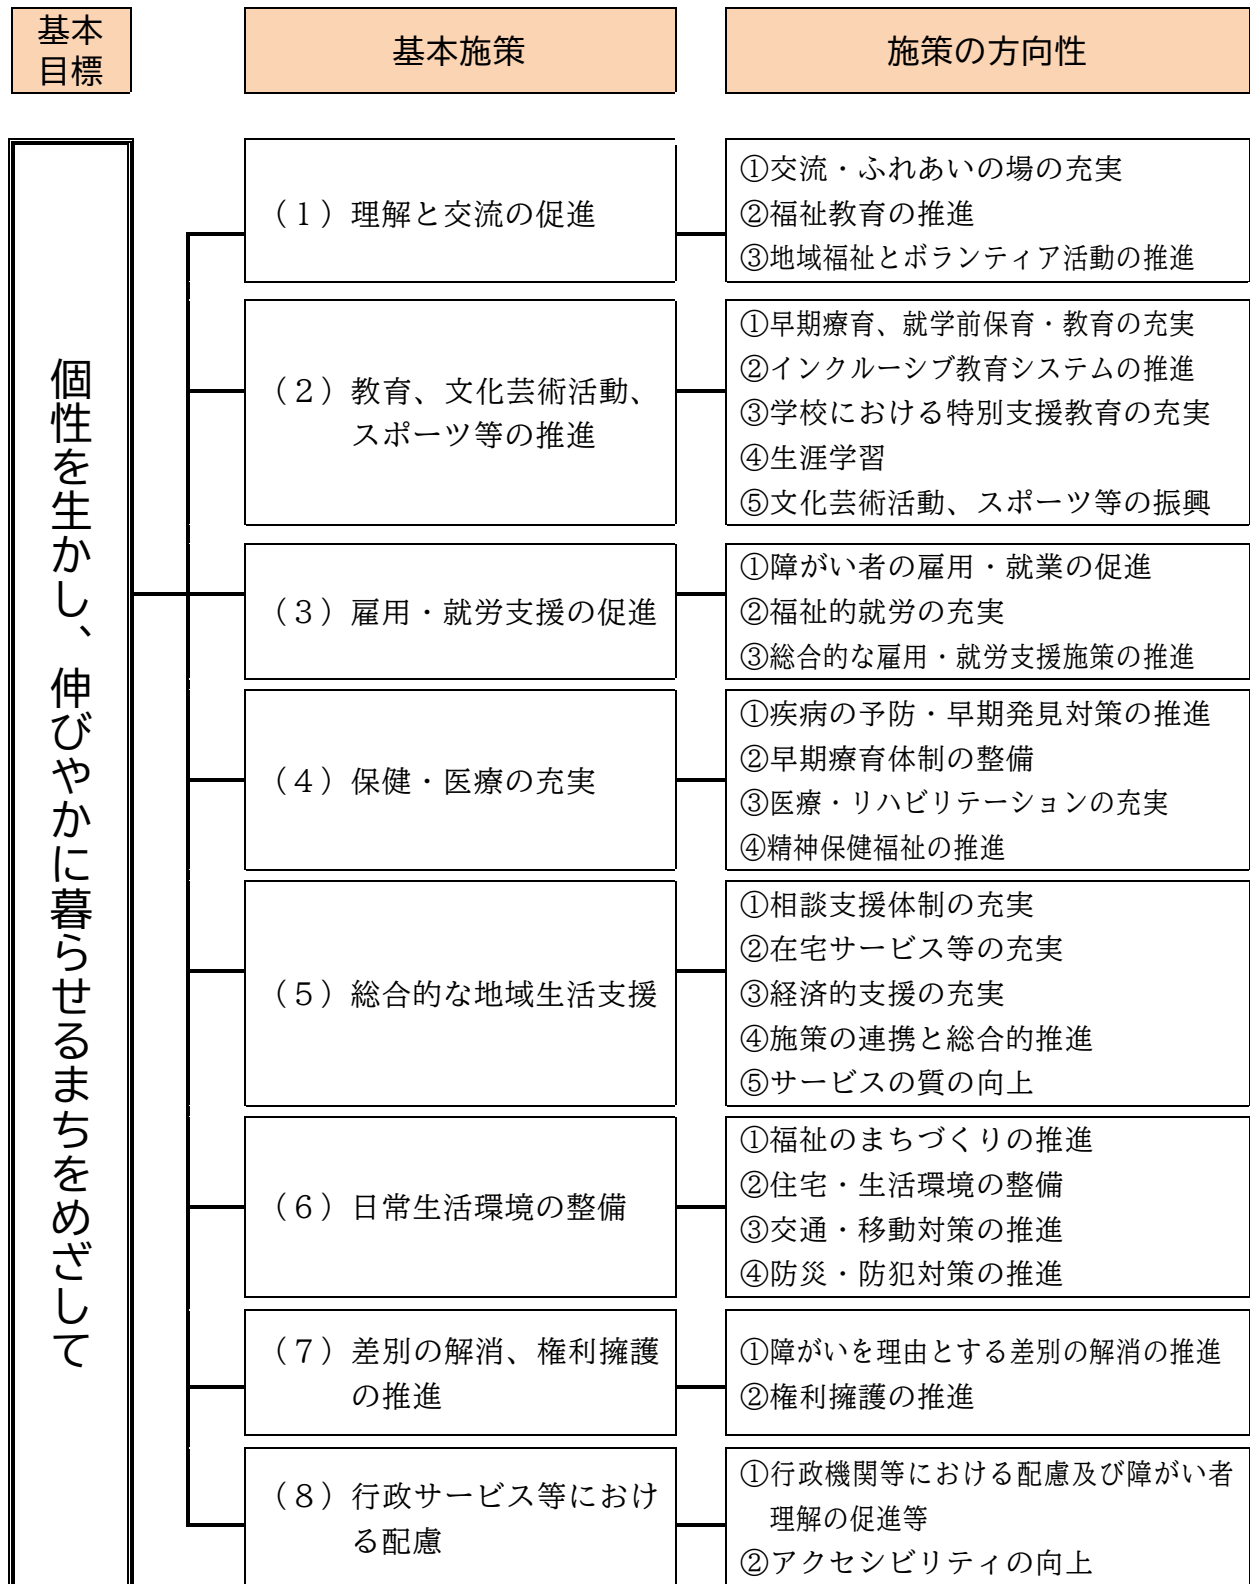 基本
目標
基本施策
施策の方向性
個性を生かし、伸びやかに暮らせるまちをめざして
（１）理解と交流の促進
①交流・ふれあいの場の充実
②福祉教育の推進
③地域福祉とボランティア活動の推進
（２）教育、文化芸術活動、
スポーツ等の推進
①早期療育、就学前保育・教育の充実
②インクルーシブ教育システムの推進
③学校における特別支援教育の充実
④生涯学習
⑤文化芸術活動、スポーツ等の振興
（３）雇用・就労支援の促進
①障がい者の雇用・就業の促進
②福祉的就労の充実
③総合的な雇用・就労支援施策の推進
（４）保健・医療の充実
①疾病の予防・早期発見対策の推進
②早期療育体制の整備
③医療・リハビリテーションの充実
④精神保健福祉の推進
（５）総合的な地域生活支援
①相談支援体制の充実
②在宅サービス等の充実
③経済的支援の充実
④施策の連携と総合的推進
⑤サービスの質の向上
（６）日常生活環境の整備
①福祉のまちづくりの推進
②住宅・生活環境の整備
③交通・移動対策の推進
④防災・防犯対策の推進
（７）差別の解消、権利擁護
の推進
①障がいを理由とする差別の解消の推進
②権利擁護の推進
（８）行政サービス等におけ
る配慮
①行政機関等における配慮及び障がい者
理解の促進等
②アクセシビリティの向上